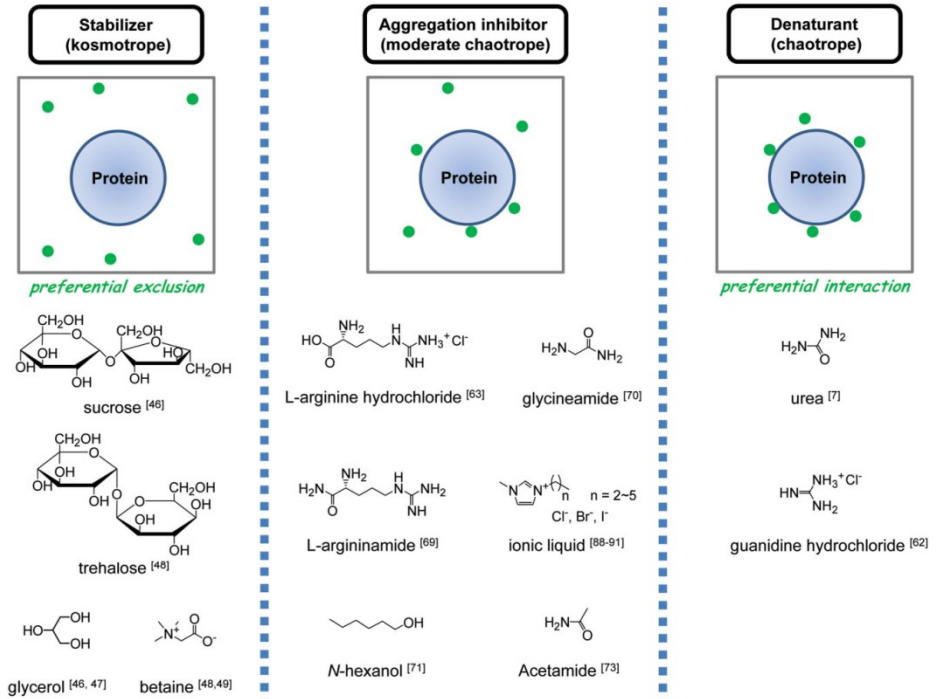 Stabilizer
(kosmotrope)
Aggregation inhibitor
(moderate chaotrope)
Denaturant
(chaotrope)
Protein
Protein
Protein
preferential exclusion
preferential interaction
CH₂OH
O
OH
OH
OH
O
CH₂OH
O
HO
OH
CH₂OH
sucrose [46]
NH₂
HO
O
H
N
NH₃⁺Cl⁻
NH
L-arginine hydrochloride [63]
H₂N
O
NH₂
glycineamide [70]
NH₂
H₂N
O
urea [7]
CH₂OH
O
OH
OH
OH
O
CH₂OH
O
OH
OH
OH
trehalose [48]
NH₂
H₂N
O
H
N
NH₂
NH
L-argininamide [69]
N
N⁺
( )
n
n = 2~5
Cl⁻, Br⁻, I⁻
ionic liquid [88-91]
NH₃⁺Cl⁻
HN
NH₂
guanidine hydrochloride [62]
OH
HO
OH
glycerol [46, 47]
N⁺
O
O⁻
betaine [48,49]
OH
N-hexanol [71]
H₂N
O
Acetamide [73]